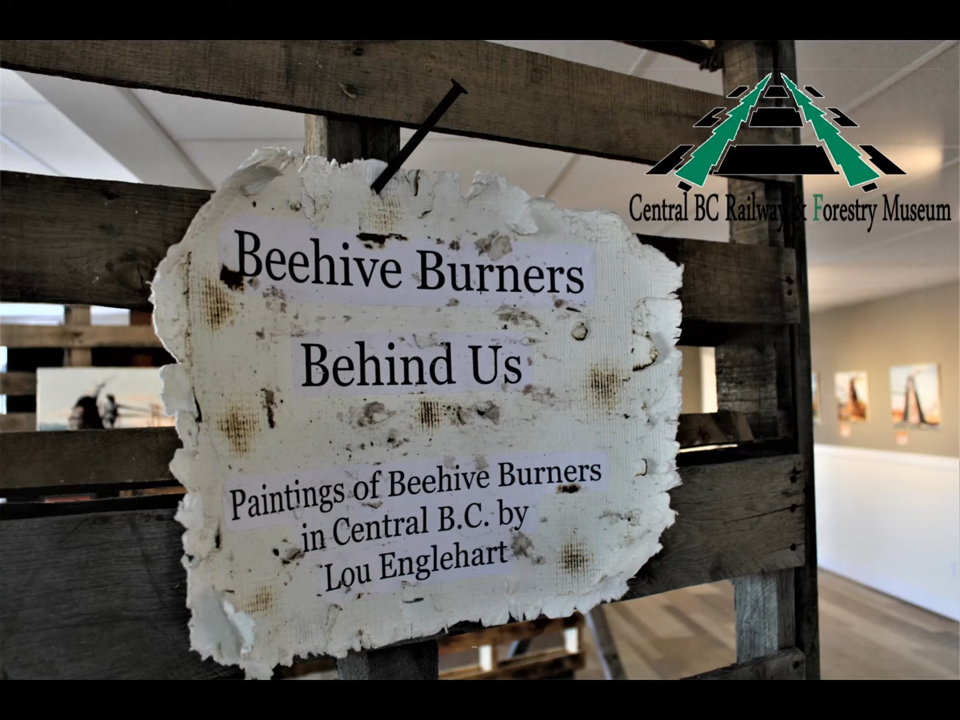 Central BC Railway & Forestry Museum
Beehive Burners
Behind Us
Paintings of Beehive Burners
in Central B.C. by
Lou Englehart